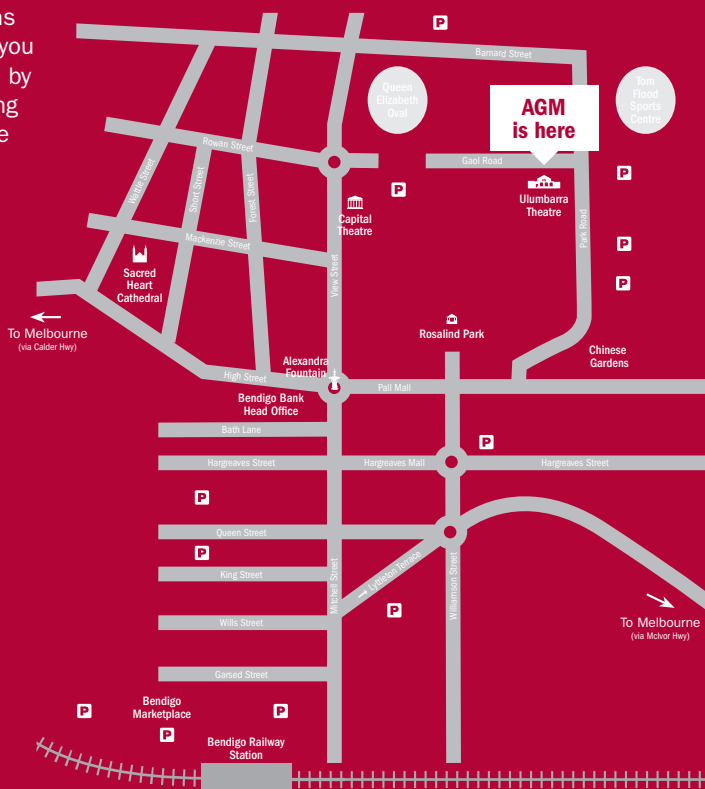 ns
you
by
ng
e
P
Barnard Street
Queen
Elizabeth
Oval
Tom
Flood
Sports
Centre
AGM
is here
Rowan Street
Gaol Road
Wattle Street
Short Street
Forest Street
P
P
Ulumbarra
Theatre
Capital
Theatre
Park Road
Mackenzie Street
View Street
P
P
Sacred
Heart
Cathedral
To Melbourne
(via Calder Hwy)
Rosalind Park
Chinese
Gardens
Alexandra
Fountain
High Street
Pall Mall
Bendigo Bank
Head Office
Bath Lane
P
Hargreaves Street
Hargreaves Mall
Hargreaves Street
P
Queen Street
P
King Street
Mitchell Street
Lyttleton Terrace
Williamson Street
P
Wills Street
To Melbourne
(via McIvor Hwy)
Garsed Street
Bendigo
Marketplace
P
P
P
Bendigo Railway
Station